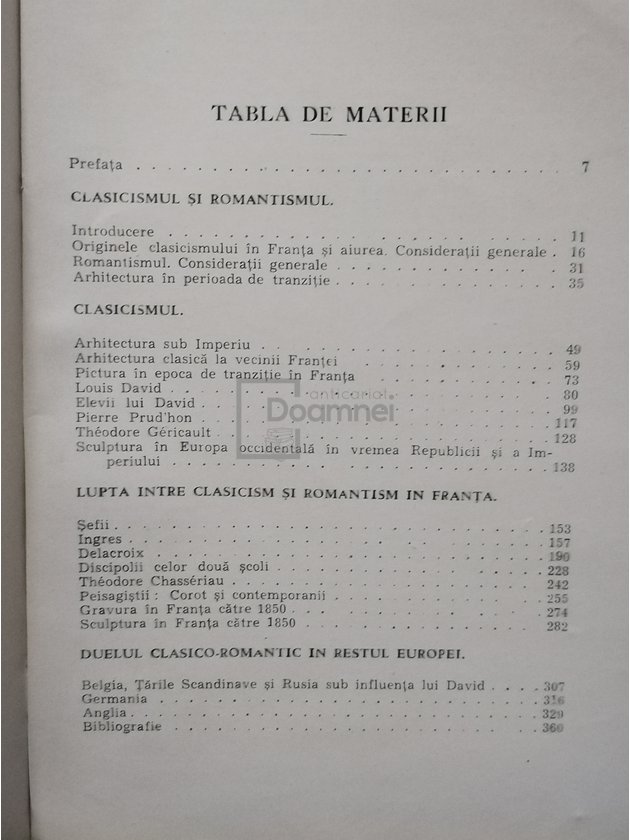 TABLA DE MATERII
Prefața . . . . . . . . . . . . . . . . . . . . . . . . . . . . 7
CLASICISMUL ȘI ROMANTISMUL.
Introducere . . . . . . . . . . . . . . . . . . . . . . . . . . 11
Originele clasicismului în Franța și aiurea. Considerații generale . 16
Romantismul. Considerații generale . . . . . . . . . . . . . . 31
Arhitectura în perioada de tranziție . . . . . . . . . . . . . . 35
CLASICISMUL.
Arhitectura sub Imperiu . . . . . . . . . . . . . . . . . . . 49
Arhitectura clasică la vecinii Franței . . . . . . . . . . . . . 59
Pictura în epoca de tranziție în Franța . . . . . . . . . . . . 73
Louis David . . . . . . . . . . . . . . . . . . . . . . . . . 80
Elevii lui David . . . . . . . . . . . . . . . . . . . . . . . 99
Pierre Prud'hon . . . . . . . . . . . . . . . . . . . . . . . 117
Théodore Géricault . . . . . . . . . . . . . . . . . . . . . 128
Sculptura în Europa occidentală în vremea Republicii și a Im-
periului . . . . . . . . . . . . . . . . . . . . . . . . . 138
LUPTA INTRE CLASICISM ȘI ROMANTISM IN FRANȚA.
Șefii . . . . . . . . . . . . . . . . . . . . . . . . . . . . 153
Ingres . . . . . . . . . . . . . . . . . . . . . . . . . . . 157
Delacroix . . . . . . . . . . . . . . . . . . . . . . . . . . 190
Discipolii celor două școli . . . . . . . . . . . . . . . . . . 228
Théodore Chassériau . . . . . . . . . . . . . . . . . . . . 242
Peisagiștii : Corot și contemporanii . . . . . . . . . . . . . 255
Gravura în Franța către 1850 . . . . . . . . . . . . . . . . 274
Sculptura în Franța către 1850 . . . . . . . . . . . . . . . 282
DUELUL CLASICO-ROMANTIC IN RESTUL EUROPEI.
Belgia, Țările Scandinave și Rusia sub influența lui David . . . . 307
Germania . . . . . . . . . . . . . . . . . . . . . . . . . . 316
Anglia . . . . . . . . . . . . . . . . . . . . . . . . . . . 329
Bibliografie . . . . . . . . . . . . . . . . . . . . . . . . . 360
anticariat
Doamnei